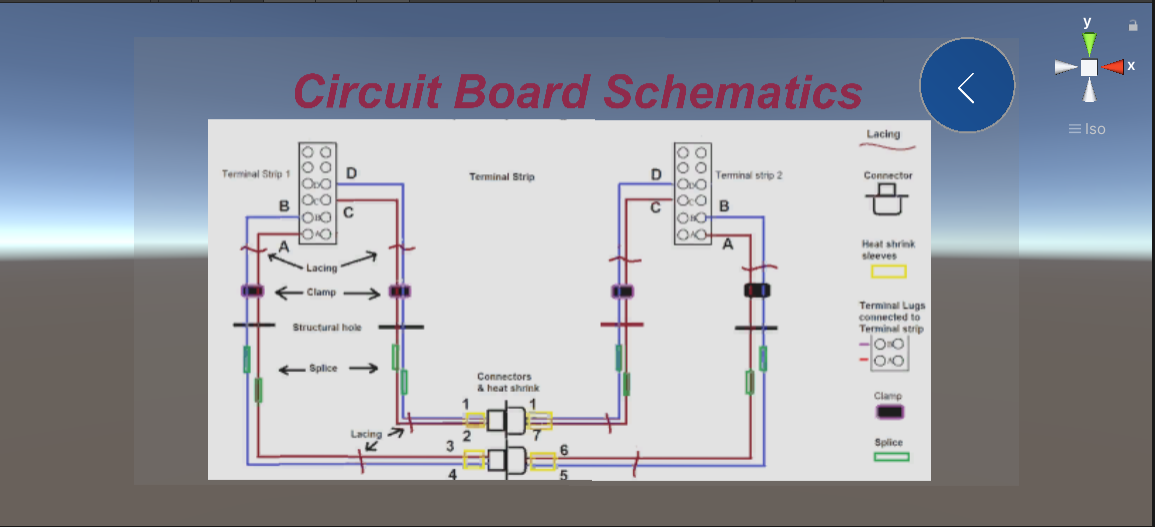 y
x
Iso
Circuit Board Schematics
Terminal Strip 1
D
C
B
A
Terminal Strip
D
C
Terminal strip 2
B
A
D
C
B
A
D
C
B
A
Lacing
Clamp
Structural hole
Splice
Connectors
& heat shrink
1
2
1
7
Lacing
3
4
6
5
Lacing
Connector
Heat shrink
sleeves
Terminal Lugs
connected to
Terminal strip
B
A
Clamp
Splice